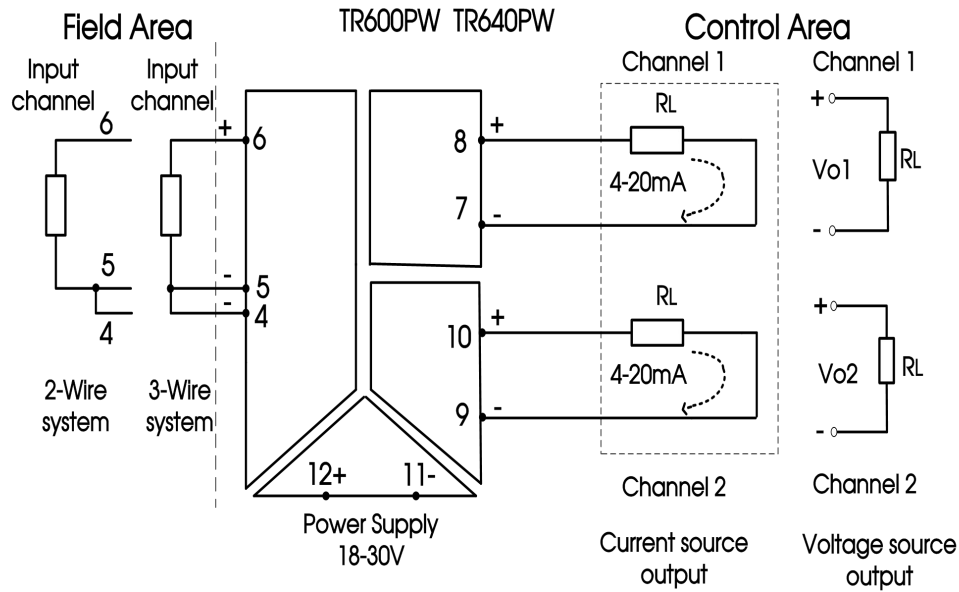 Field Area
TR600PW TR640PW
Control Area
Input
channel
Input
channel
Channel 1
Channel 1
6
+
6
8
+
RL
4-20mA
7
-
+
Vo1
RL
-
5
4
-
5
-
4
10
+
RL
4-20mA
9
-
+
Vo2
RL
-
2-Wire
system
3-Wire
system
12+
11-
Power Supply
18-30V
Channel 2
Channel 2
Current source
output
Voltage source
output